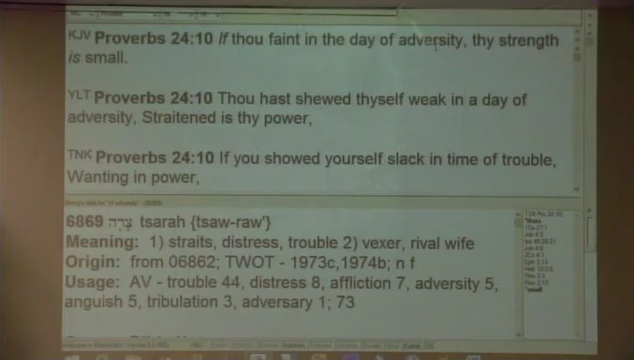 KJV Proverbs 24:10 If thou faint in the day of adversity, thy strength
is small.
YLT Proverbs 24:10 Thou hast shewed thyself weak in a day of
adversity, Straitened is thy power,
TNK Proverbs 24:10 If you showed yourself slack in time of trouble,
Wanting in power,
6869 צָרָה tsarah {tsaw-raw'}
Meaning: 1) straits, distress, trouble 2) vexer, rival wife
Origin: from 06862; TWOT - 1973c,1974b; n f
Usage: AV - trouble 44, distress 8, affliction 7, adversity 5,
anguish 5, tribulation 3, adversary 1; 73